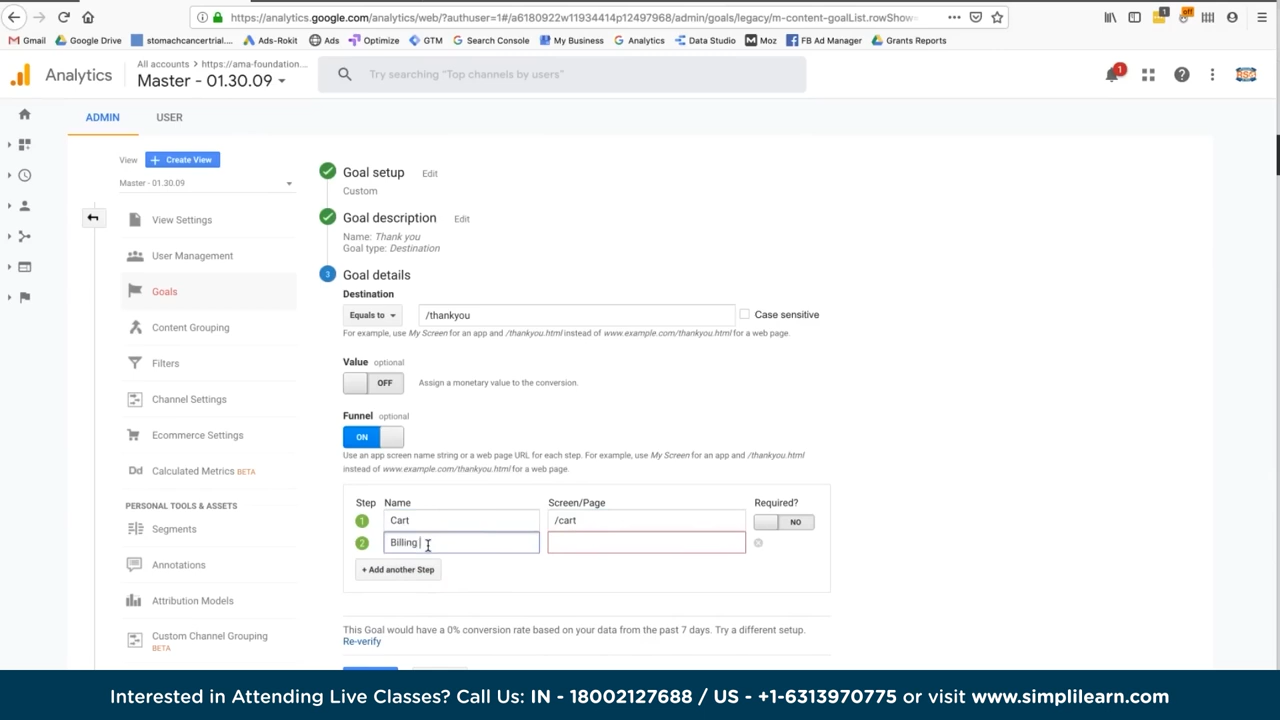 https://analytics.google.com/analytics/web/?authuser=1#/a6180922w11934414p12497968/admin/goals/legacy/m-content-goalList.rowShow=
1
off
Gmail
Google Drive
stomachcancertrial....
Ads-Rokit
Ads
Optimize
GTM
Search Console
My Business
Analytics
Data Studio
Moz
FB Ad Manager
Grants Reports
Analytics
All accounts > https://ama-foundation...
Master - 01.30.09
Try searching "Top channels by users"
1
ADMIN
USER
View
+ Create View
Master - 01.30.09
View Settings
User Management
Goals
Content Grouping
Filters
Channel Settings
Ecommerce Settings
Dd Calculated Metrics BETA
PERSONAL TOOLS & ASSETS
Segments
Annotations
Attribution Models
Custom Channel Grouping
BETA
Goal setup Edit
Custom
Goal description Edit
Name: Thank you
Goal type: Destination
3 Goal details
Destination
Equals to /thankyou Case sensitive
For example, use My Screen for an app and /thankyou.html instead of www.example.com/thankyou.html for a web page.
Value optional
OFF Assign a monetary value to the conversion.
Funnel optional
ON
Use an app screen name string or a web page URL for each step. For example, use My Screen for an app and /thankyou.html
instead of www.example.com/thankyou.html for a web page.
Step Name Screen/Page Required?
1 Cart /cart NO
2 Billing
+ Add another Step
This Goal would have a 0% conversion rate based on your data from the past 7 days. Try a different setup.
Re-verify
Interested in Attending Live Classes? Call Us: IN - 18002127688 / US - +1-6313970775 or visit www.simplilearn.com